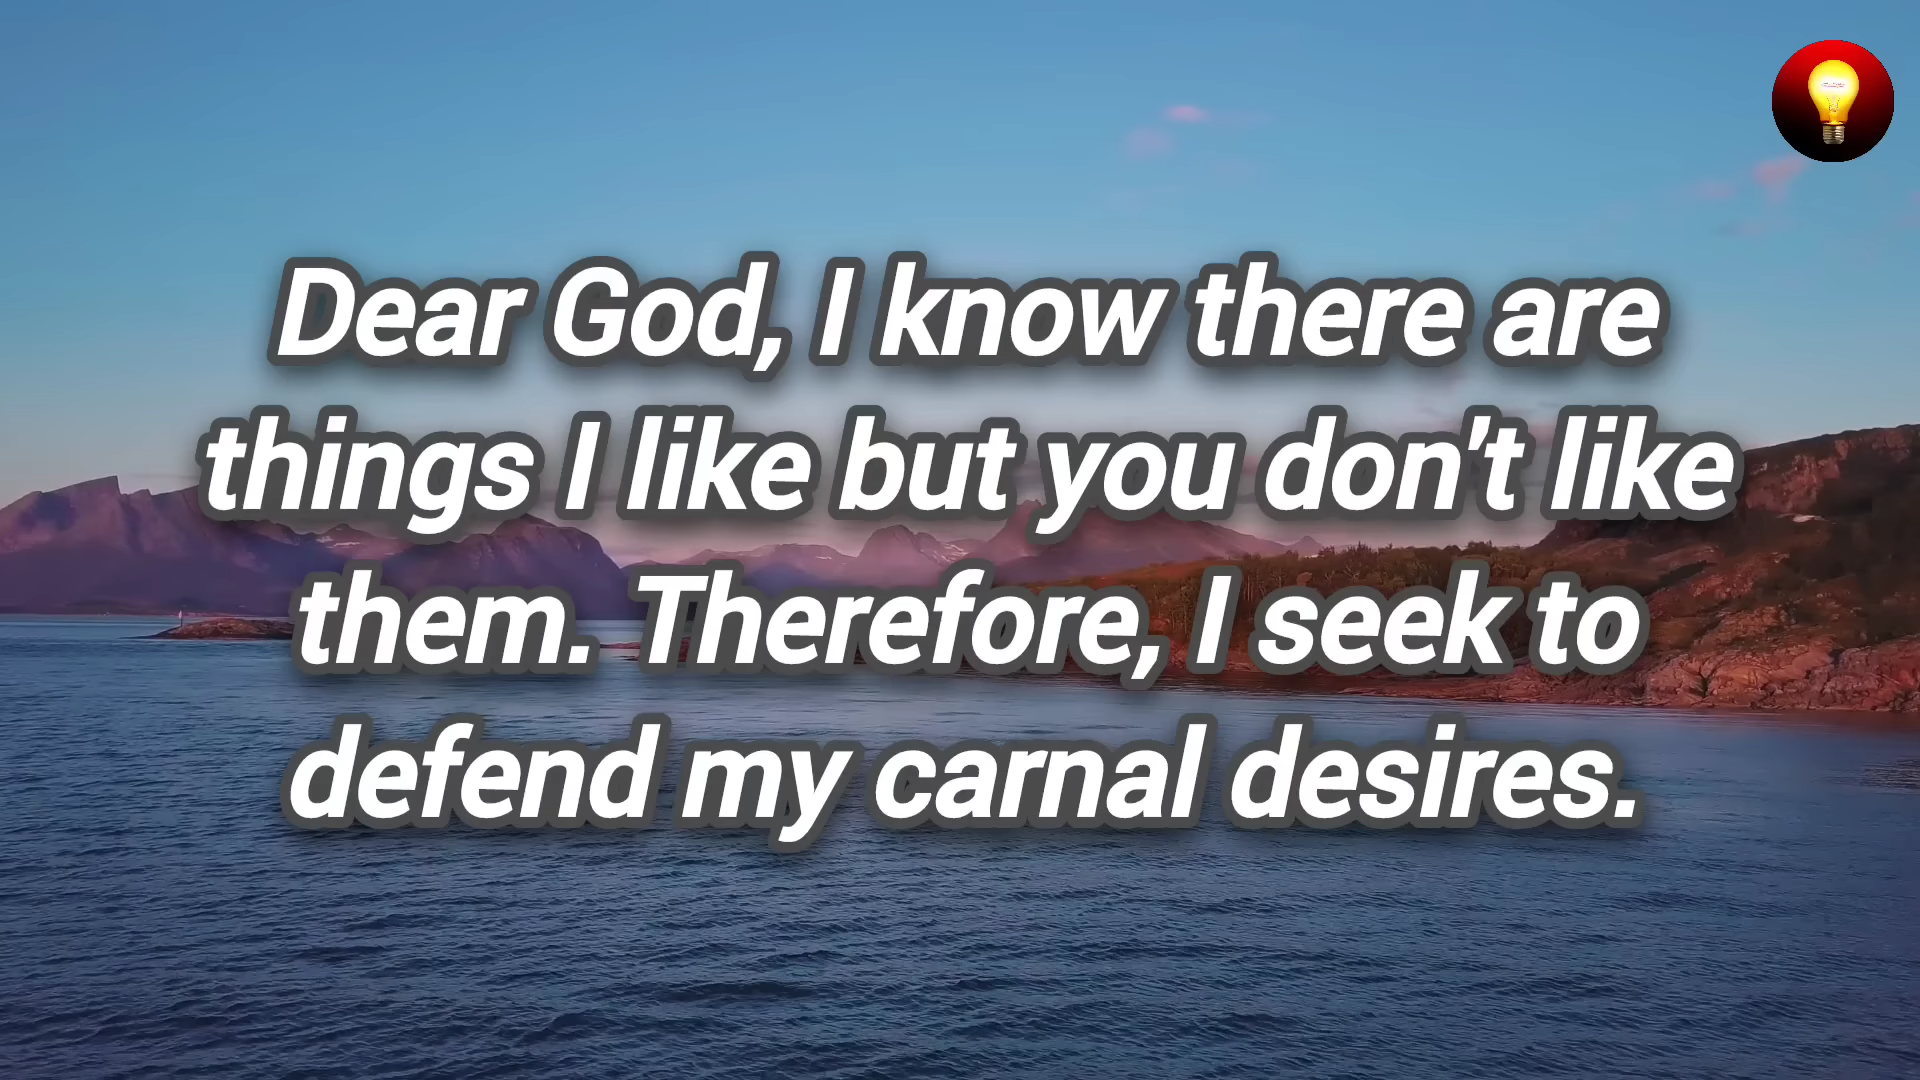 Dear God, I know there are
things I like but you don't like
them. Therefore, I seek to
defend my carnal desires.